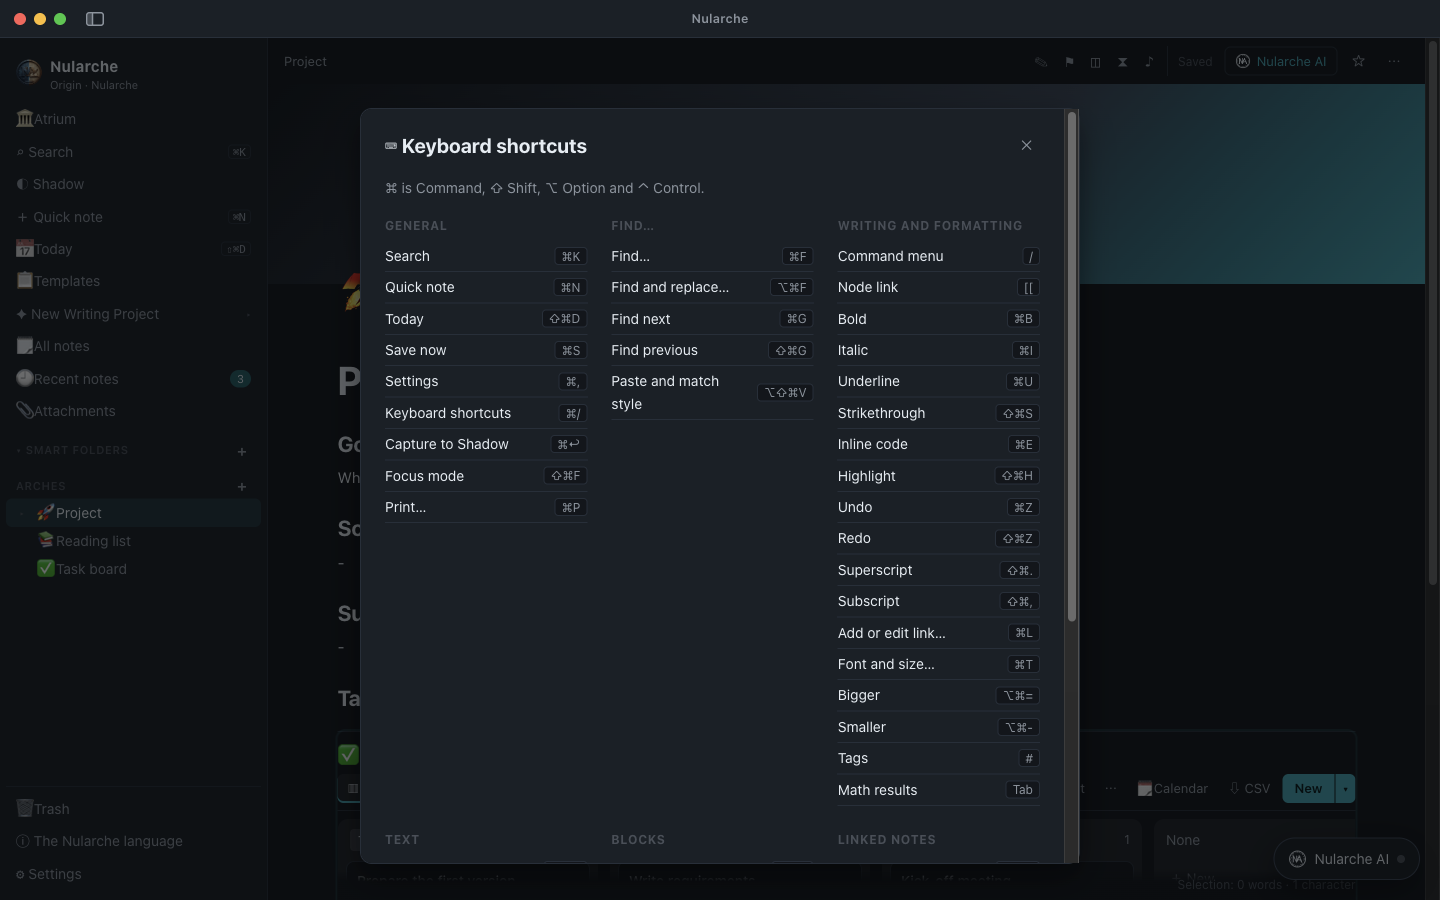 Nularche
Nularche
Origin · Nularche
Atrium
Search ⌘K
Shadow
+ Quick note ⌘N
Today ⇧⌘D
Templates
New Writing Project
All notes
Recent notes 3
Attachments
SMART FOLDERS +
ARCHES +
Project
Reading list
Task board
Trash
The Nularche language
Settings
Project
Saved
Nularche AI
Keyboard shortcuts
⌘ is Command, ⇧ Shift, ⌥ Option and ^ Control.
GENERAL
Search ⌘K
Quick note ⌘N
Today ⇧⌘D
Save now ⌘S
Settings ⌘,
Keyboard shortcuts ⌘/
Capture to Shadow ⌘↩
Focus mode ⇧⌘F
Print... ⌘P
FIND...
Find... ⌘F
Find and replace... ⌥⌘F
Find next ⌘G
Find previous ⇧⌘G
Paste and match
style ⌥⇧⌘V
WRITING AND FORMATTING
Command menu /
Node link [[
Bold ⌘B
Italic ⌘I
Underline ⌘U
Strikethrough ⇧⌘S
Inline code ⌘E
Highlight ⇧⌘H
Undo ⌘Z
Redo ⇧⌘Z
Superscript ⇧⌘.
Subscript ⇧⌘,
Add or edit link... ⌘L
Font and size... ⌘T
Bigger ⌥⌘=
Smaller ⌥⌘-
Tags #
Math results Tab
TEXT
BLOCKS
LINKED NOTES
Calendar
CSV
New
1
None
Nularche AI
Selection: 0 words · 1 character